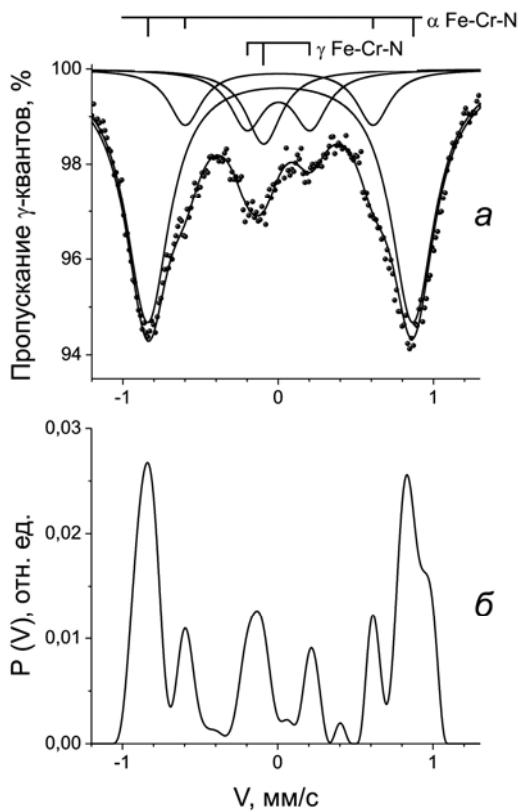 α Fe-Cr-N
γ Fe-Cr-N
Пропускание γ-квантов, %
100
98
96
94
а
-1 0 1
P (V), отн. ед.
0,03
0,02
0,01
0,00
б
-1 0 1
V, мм/с